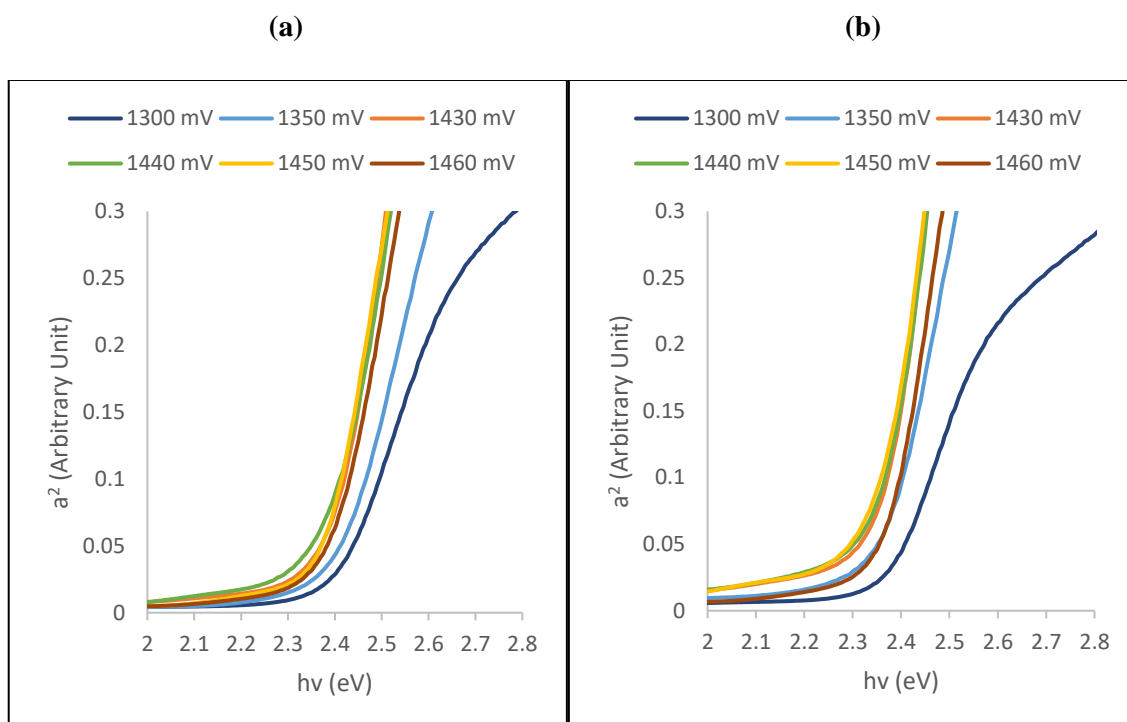 (a)
(b)
1300 mV 1350 mV 1430 mV
1440 mV 1450 mV 1460 mV
0.3
0.25
0.2
0.15
0.1
0.05
0
2 2.1 2.2 2.3 2.4 2.5 2.6 2.7 2.8
hν (eV)
a² (Arbitrary Unit)
1300 mV 1350 mV 1430 mV
1440 mV 1450 mV 1460 mV
0.3
0.25
0.2
0.15
0.1
0.05
0
2 2.1 2.2 2.3 2.4 2.5 2.6 2.7 2.8
hν (eV)
a² (Arbitrary Unit)